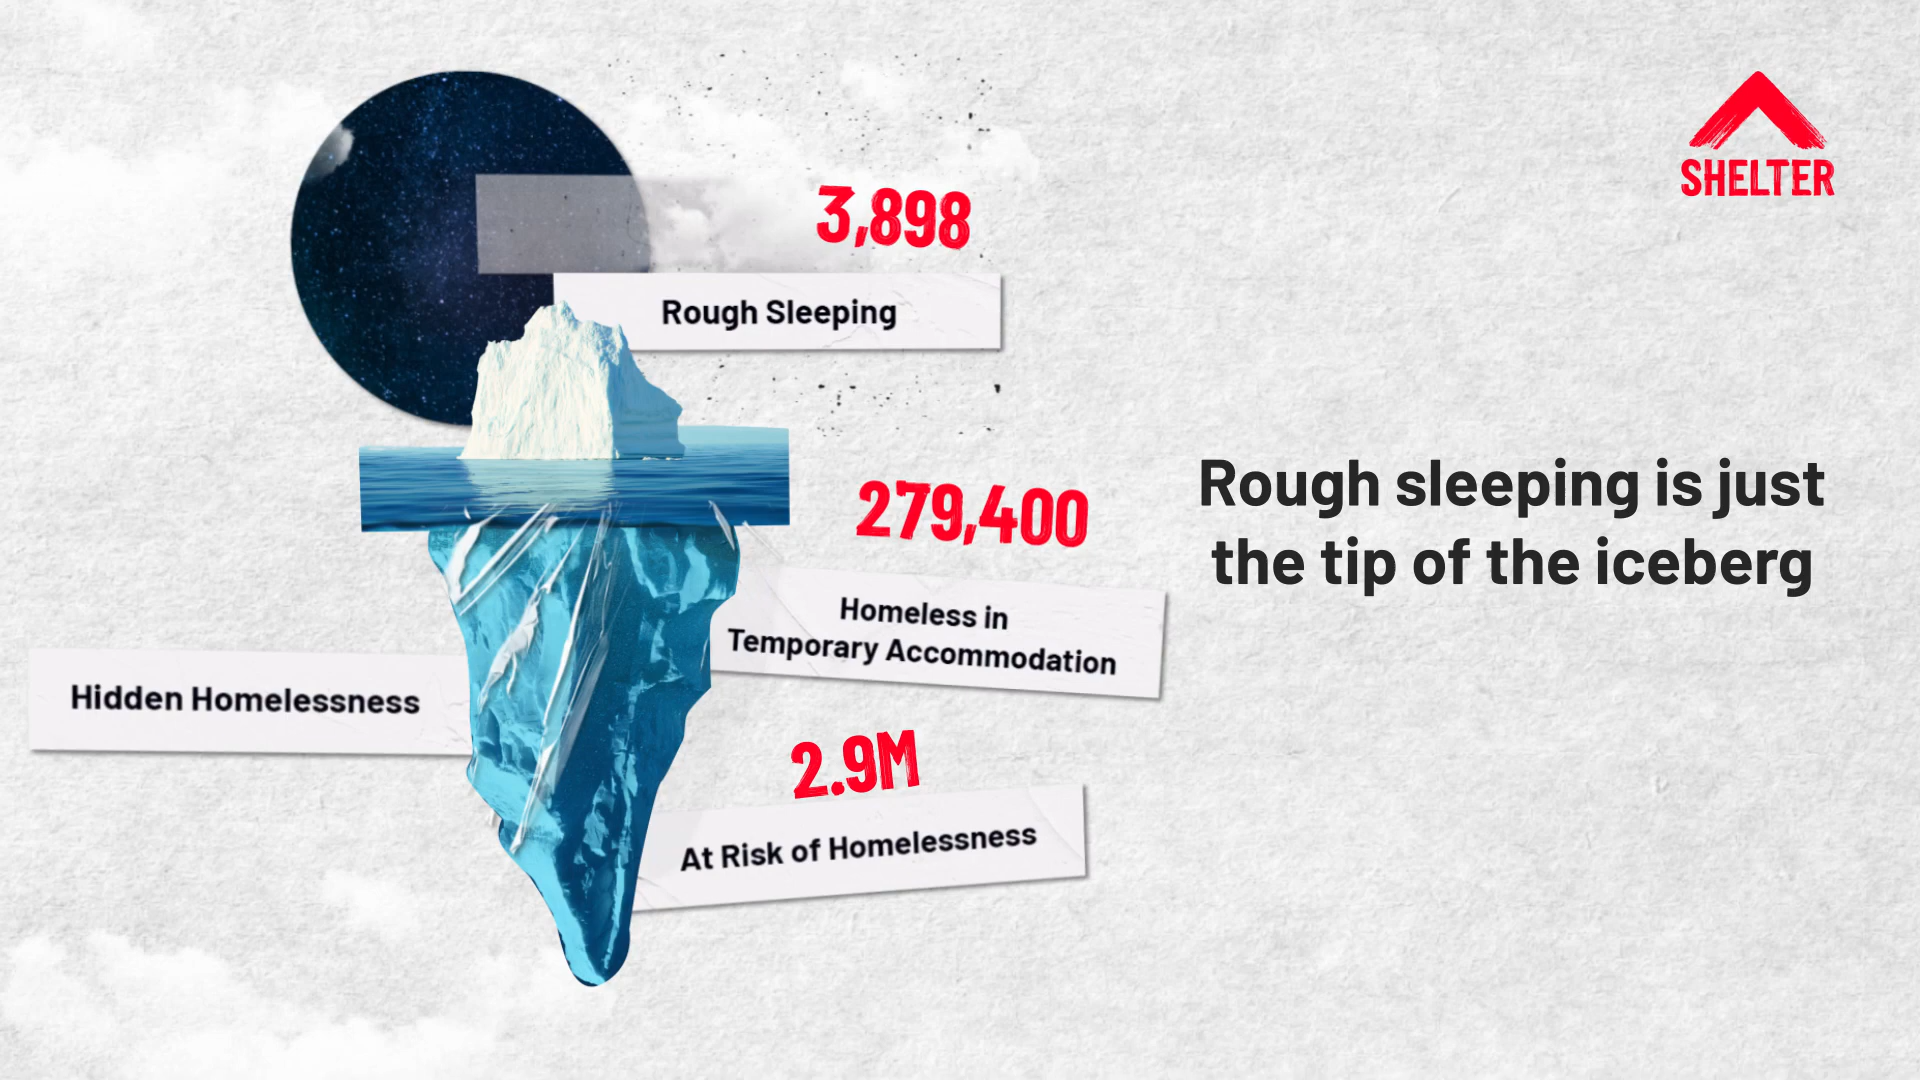 SHELTER
3,898
Rough Sleeping
279,400
Homeless in
Temporary Accommodation
Hidden Homelessness
2.9M
At Risk of Homelessness
Rough sleeping is just
the tip of the iceberg